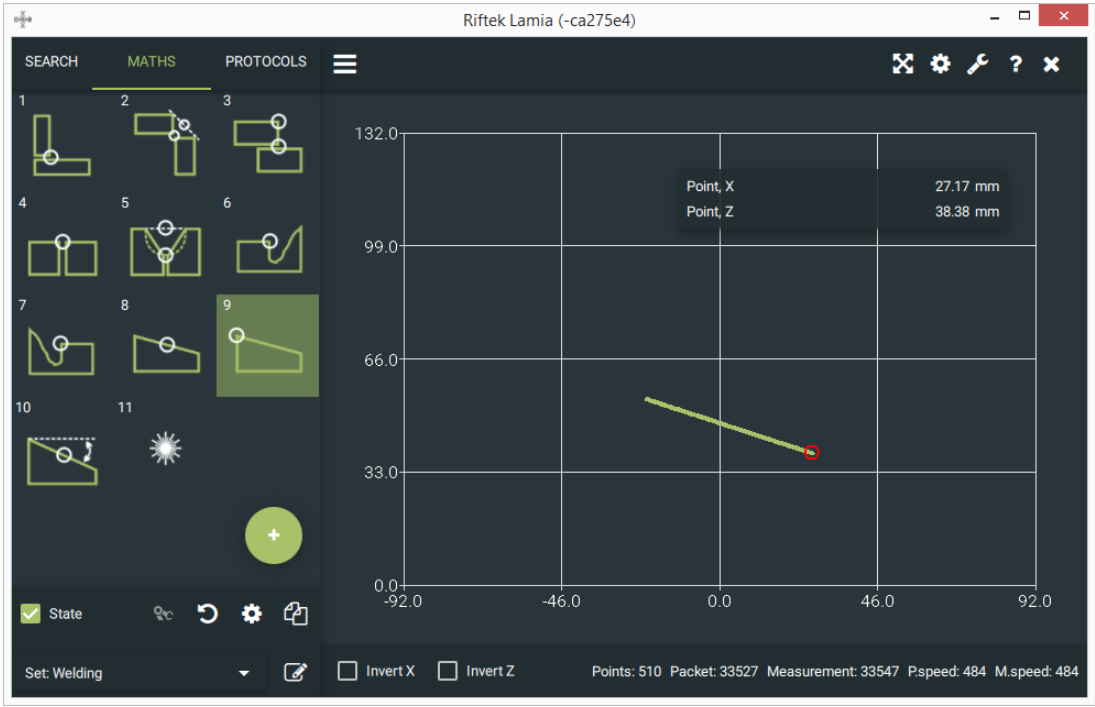 Riftek Lamia (-ca275e4)
SEARCH MATHS PROTOCOLS
1 2 3
4 5 6
7 8 9
10 11
State
Set: Welding
132.0
99.0
66.0
33.0
0.0
-92.0 -46.0 0.0 46.0 92.0
Point, X 27.17 mm
Point, Z 38.38 mm
Invert X Invert Z Points: 510 Packet: 33527 Measurement: 33547 P.speed: 484 M.speed: 484